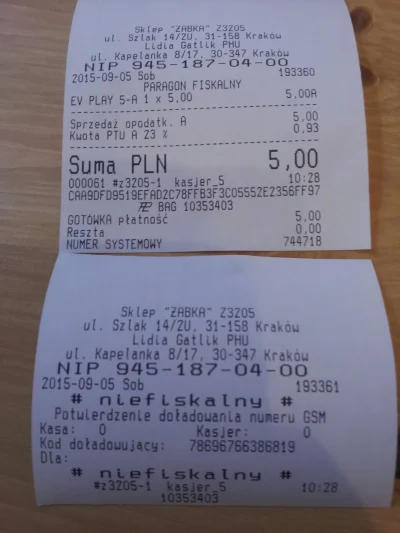 Sklep "ŻABKA" Z3205
ul. Szlak 14/2U, 31-158 Kraków
Lidia Gatlik PHU
ul. Kapelanka 8/17, 30-347 Kraków
NIP 945-187-04-00
2015-09-05 Sob 193360
PARAGON FISKALNY
EV PLAY 5-A 1 x 5,00 5,00A
Sprzedaż opodatk. A 5,00
Kwota PTU A 23 % 0,93
Suma PLN 5,00
000061 #z3205-1 kasjer_5 10:28
CAA9DFD9519EFAD2C78FFB3F3C05552E2356FF97
BAG 10353403
GOTÓWKA płatność 5,00
Reszta 0,00
NUMER SYSTEMOWY 744718
Sklep "ŻABKA" Z3205
ul. Szlak 14/2U, 31-158 Kraków
Lidia Gatlik PHU
ul. Kapelanka 8/17, 30-347 Kraków
NIP 945-187-04-00
2015-09-05 Sob 193361
# niefiskalny #
Potwierdzenie doładowania numeru GSM
Kasa: 0 Kasjer: 0
Kod doładowujący: 78696766386819
Dla:
# niefiskalny #
#z3205-1 kasjer_5 10:28
10353403